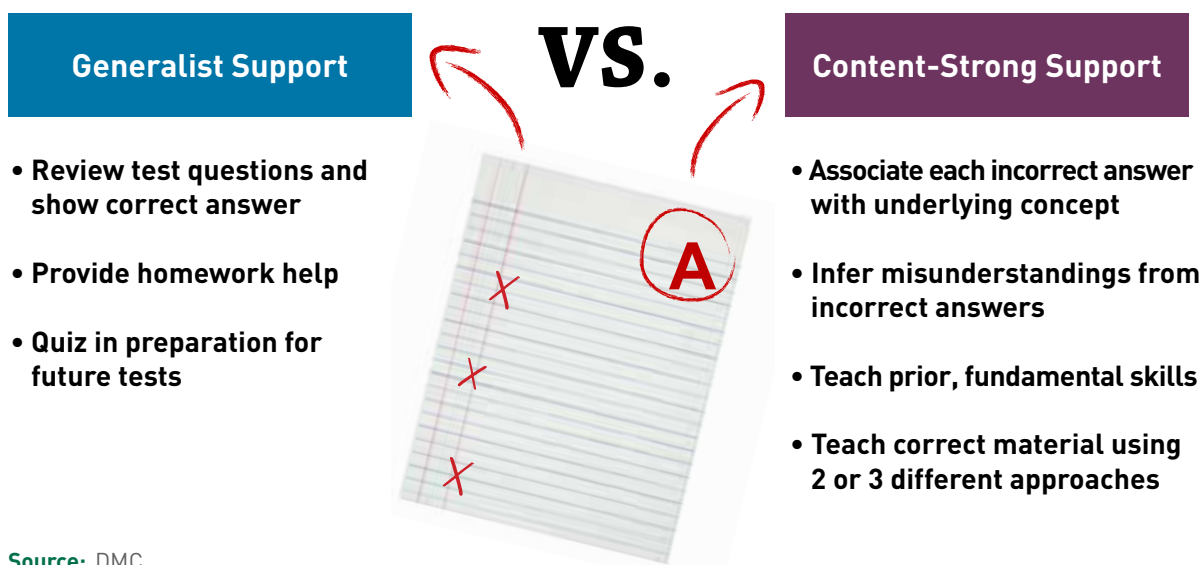 Generalist Support
vs.
Content-Strong Support
• Review test questions and
show correct answer
• Provide homework help
• Quiz in preparation for
future tests
A
• Associate each incorrect answer
with underlying concept
• Infer misunderstandings from
incorrect answers
• Teach prior, fundamental skills
• Teach correct material using
2 or 3 different approaches
Source: DMC